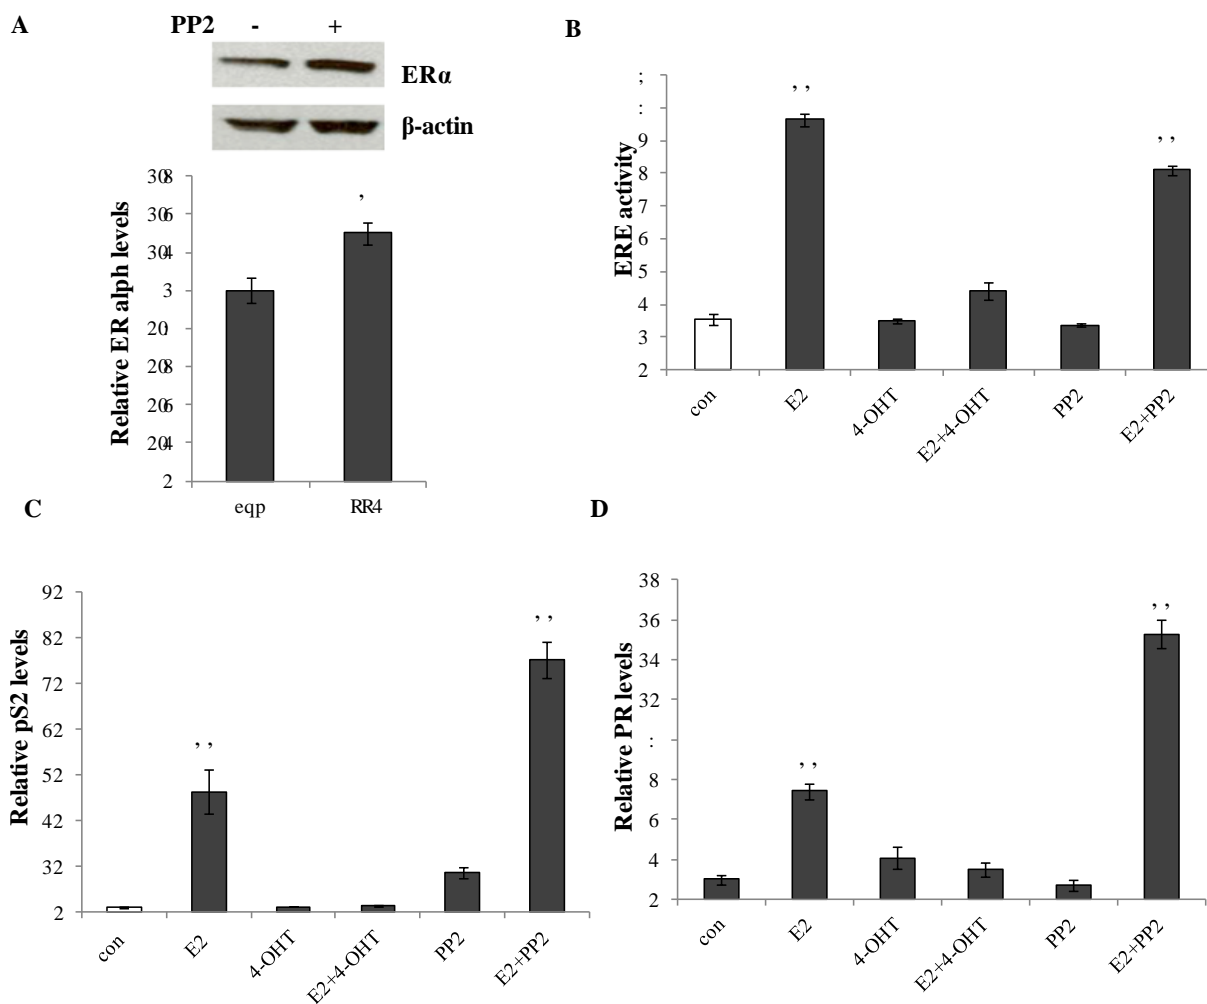 A
PP2 - +
ERα
β-actin
Relative ER alph levels
3
2
eqp RR4
B
ERE activity
;
:
9
8
7
6
5
4
3
2
, ,
, ,
con E2 4-OHT E2+4-OHT PP2 E2+PP2
C
Relative pS2 levels
92
82
72
62
52
42
32
2
, ,
, ,
con E2 4-OHT E2+4-OHT PP2 E2+PP2
D
Relative PR levels
38
36
34
32
:
8
6
4
2
, ,
, ,
con E2 4-OHT E2+4-OHT PP2 E2+PP2